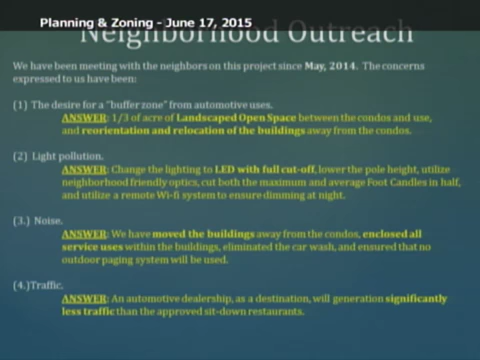 Planning & Zoning - June 17, 2015
Neighborhood Outreach
We have been meeting with the neighbors on this project since May, 2014. The concerns
expressed to us have been:
(1) The desire for a "buffer zone" from automotive uses.
ANSWER: 1/3 of acre of Landscaped Open Space between the condos and use,
and reorientation and relocation of the buildings away from the condos.
(2) Light pollution.
ANSWER: Change the lighting to LED with full cut-off, lower the pole height, utilize
neighborhood friendly optics, cut both the maximum and average Foot Candles in half,
and utilize a remote Wi-fi system to ensure dimming at night.
(3.) Noise.
ANSWER: We have moved the buildings away from the condos, enclosed all
service uses within the buildings, eliminated the car wash, and ensured that no
outdoor paging system will be used.
(4.)Traffic.
ANSWER: An automotive dealership, as a destination, will generation significantly
less traffic than the approved sit-down restaurants.